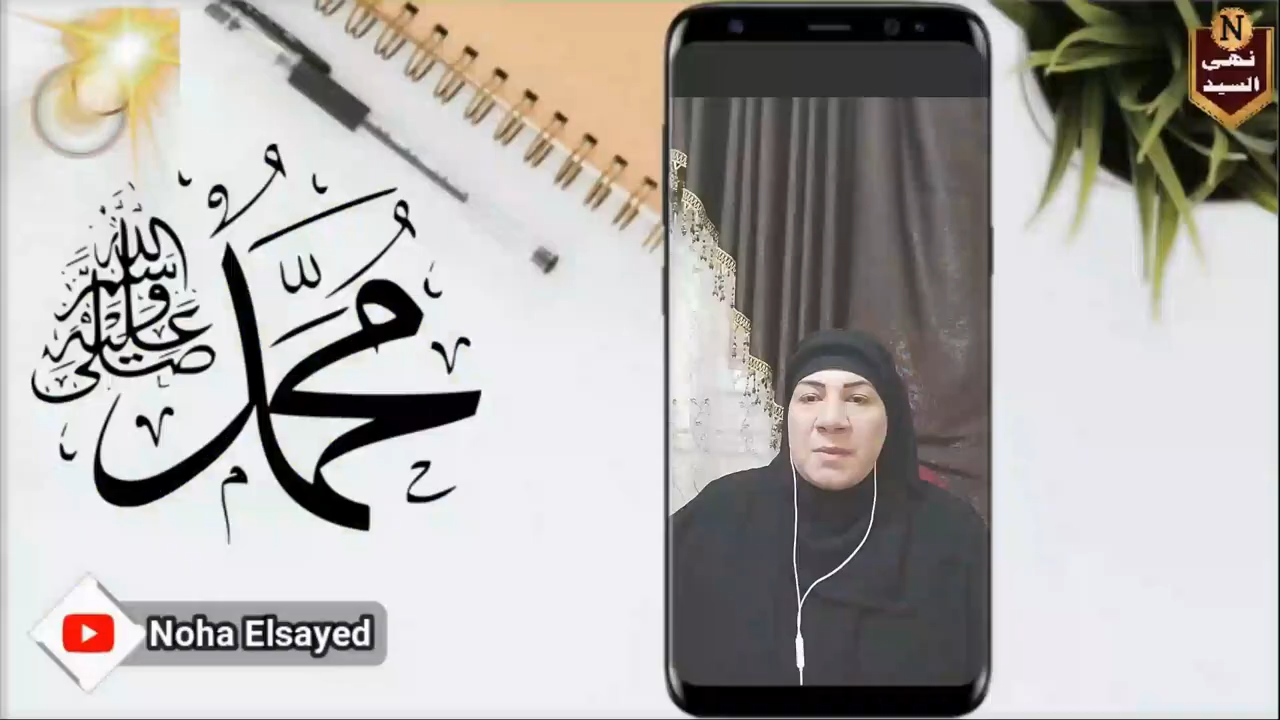 N
نهى
السيد
محمد
صلى الله عليه وسلم
Noha Elsayed